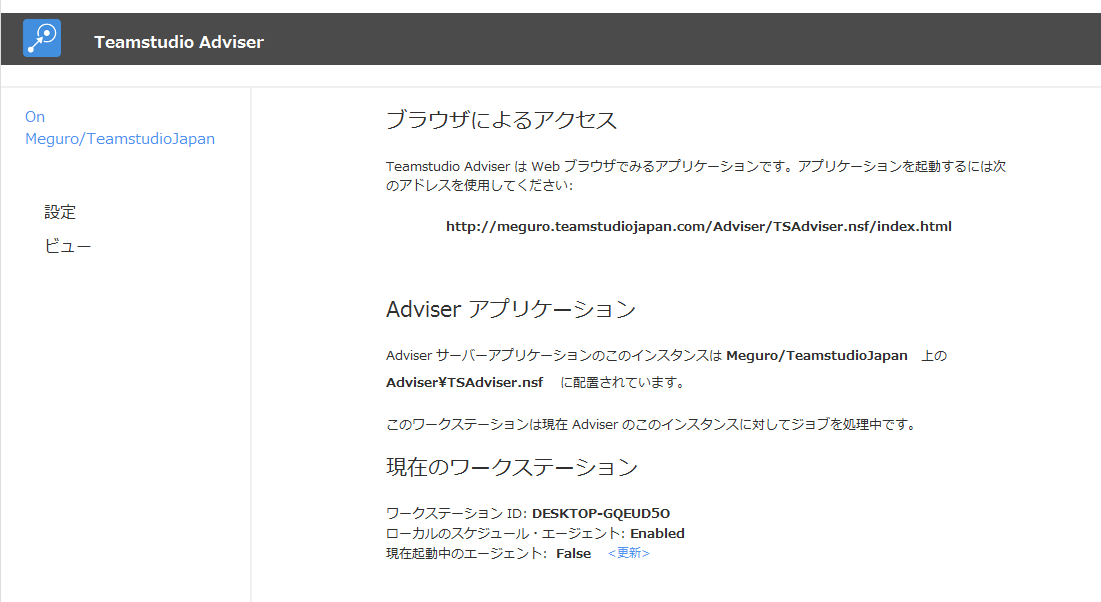 Teamstudio Adviser
On
Meguro/TeamstudioJapan
設定
ビュー
ブラウザによるアクセス
Teamstudio Adviser は Web ブラウザでみるアプリケーションです。アプリケーションを起動するには次
のアドレスを使用してください:
http://meguro.teamstudiojapan.com/Adviser/TSAdviser.nsf/index.html
Adviser アプリケーション
Adviser サーバーアプリケーションのこのインスタンスは Meguro/TeamstudioJapan 上の
Adviser¥TSAdviser.nsf に配置されています。
このワークステーションは現在 Adviser のこのインスタンスに対してジョブを処理中です。
現在のワークステーション
ワークステーション ID: DESKTOP-GQEUD5O
ローカルのスケジュール・エージェント: Enabled
現在起動中のエージェント: False <更新>